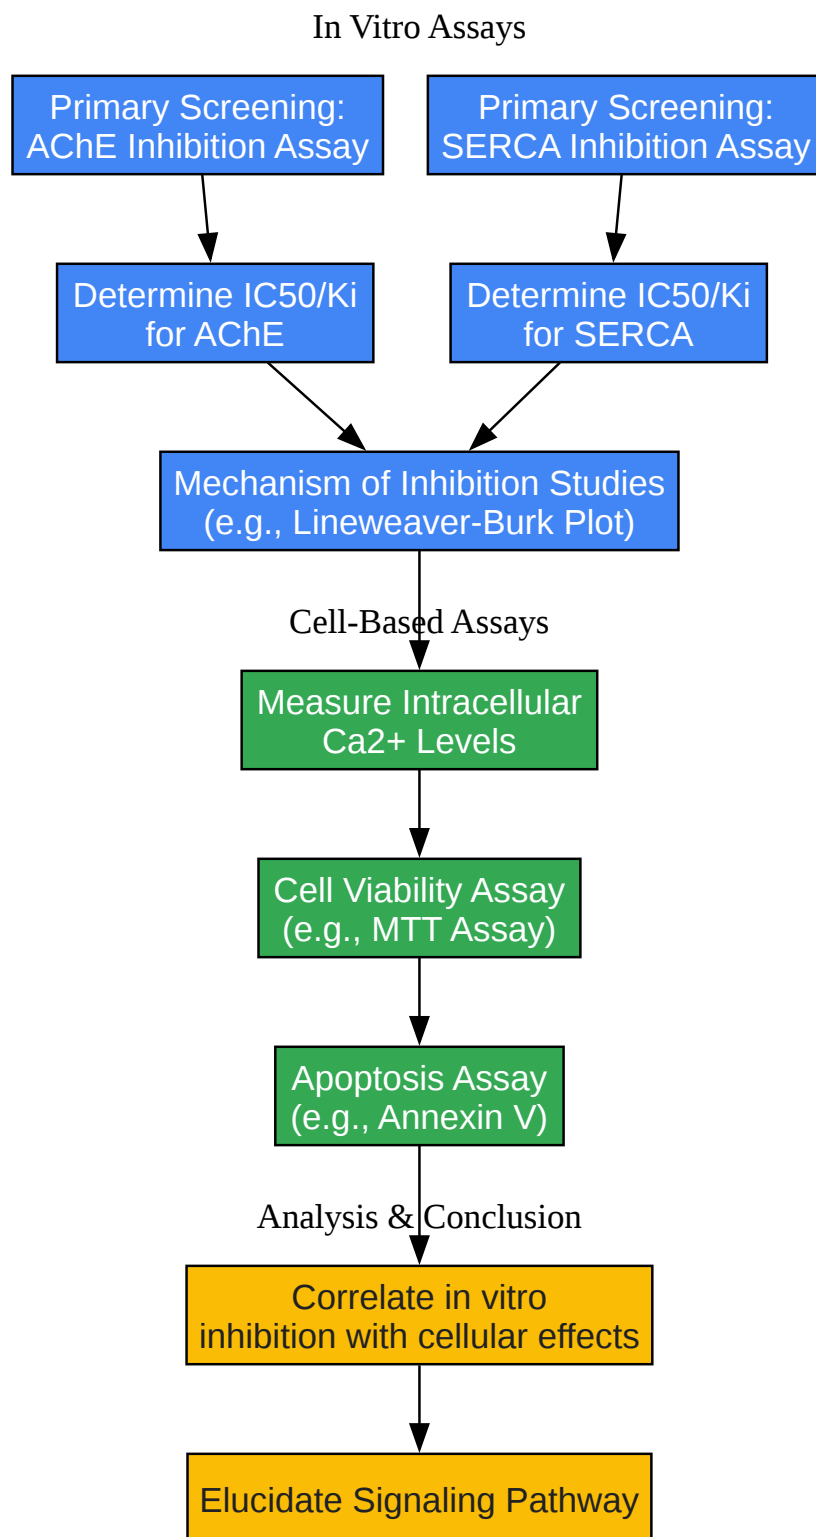 In Vitro Assays
Primary Screening:
AChE Inhibition Assay
Primary Screening:
SERCA Inhibition Assay
Determine IC50/Ki
for AChE
Determine IC50/Ki
for SERCA
Mechanism of Inhibition Studies
(e.g., Lineweaver-Burk Plot)
Cell-Based Assays
Measure Intracellular
Ca2+ Levels
Cell Viability Assay
(e.g., MTT Assay)
Apoptosis Assay
(e.g., Annexin V)
Analysis & Conclusion
Correlate in vitro
inhibition with cellular effects
Elucidate Signaling Pathway